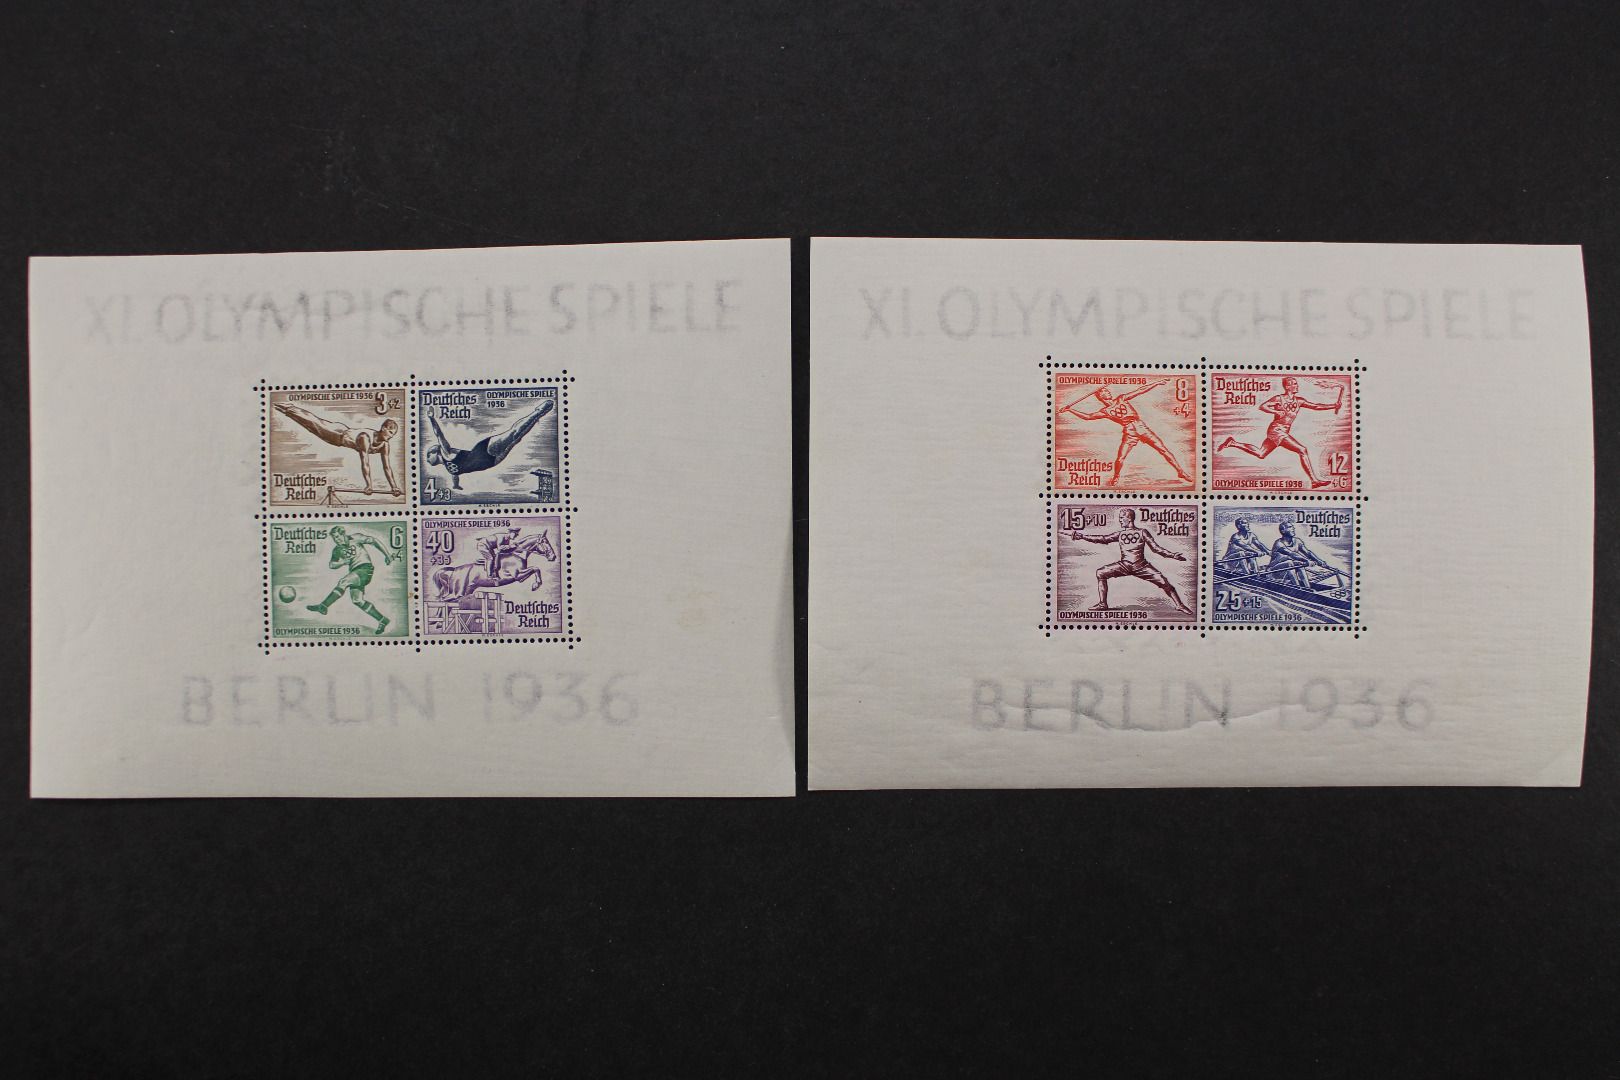 XI. OLYMPISCHE SPIELE
OLYMPISCHE SPIELE 1936
3+2
Deutsches
Reich
Deutsches
Reich
OLYMPISCHE SPIELE
1936
4+3
Deutsches
Reich
6+4
OLYMPISCHE SPIELE 1936
OLYMPISCHE SPIELE 1936
40
+35
Deutsches
Reich
BERLIN 1936
XI. OLYMPISCHE SPIELE
OLYMPISCHE SPIELE 1936
8
+4
Deutsches
Reich
Deutsches
Reich
12
+6
OLYMPISCHE SPIELE 1936
15+10
Deutsches
Reich
OLYMPISCHE SPIELE 1936
Deutsches
Reich
25+15
OLYMPISCHE SPIELE 1936
BERLIN 1936